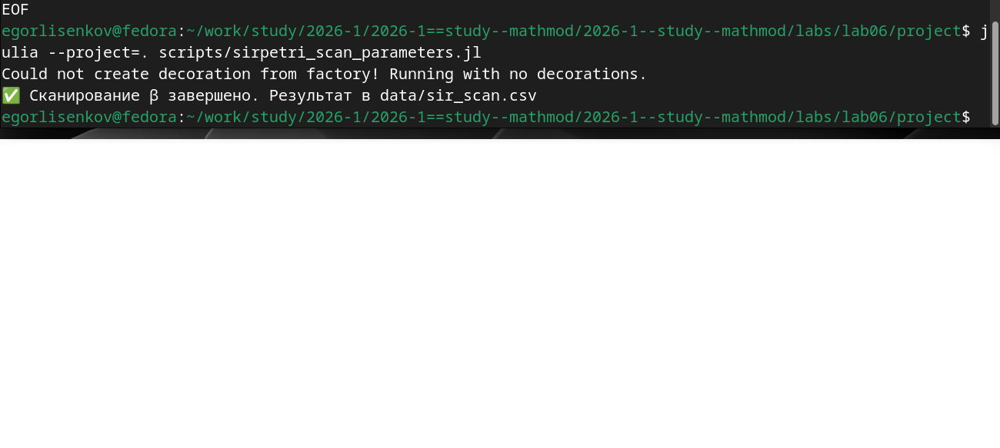 EOF
egorlisenkov@fedora:~/work/study/2026-1/2026-1==study--mathmod/2026-1--study--mathmod/labs/lab06/project$ j
ulia --project=. scripts/sirpetri_scan_parameters.jl
Could not create decoration from factory! Running with no decorations.
✅ Сканирование β завершено. Результат в data/sir_scan.csv
egorlisenkov@fedora:~/work/study/2026-1/2026-1==study--mathmod/2026-1--study--mathmod/labs/lab06/project$